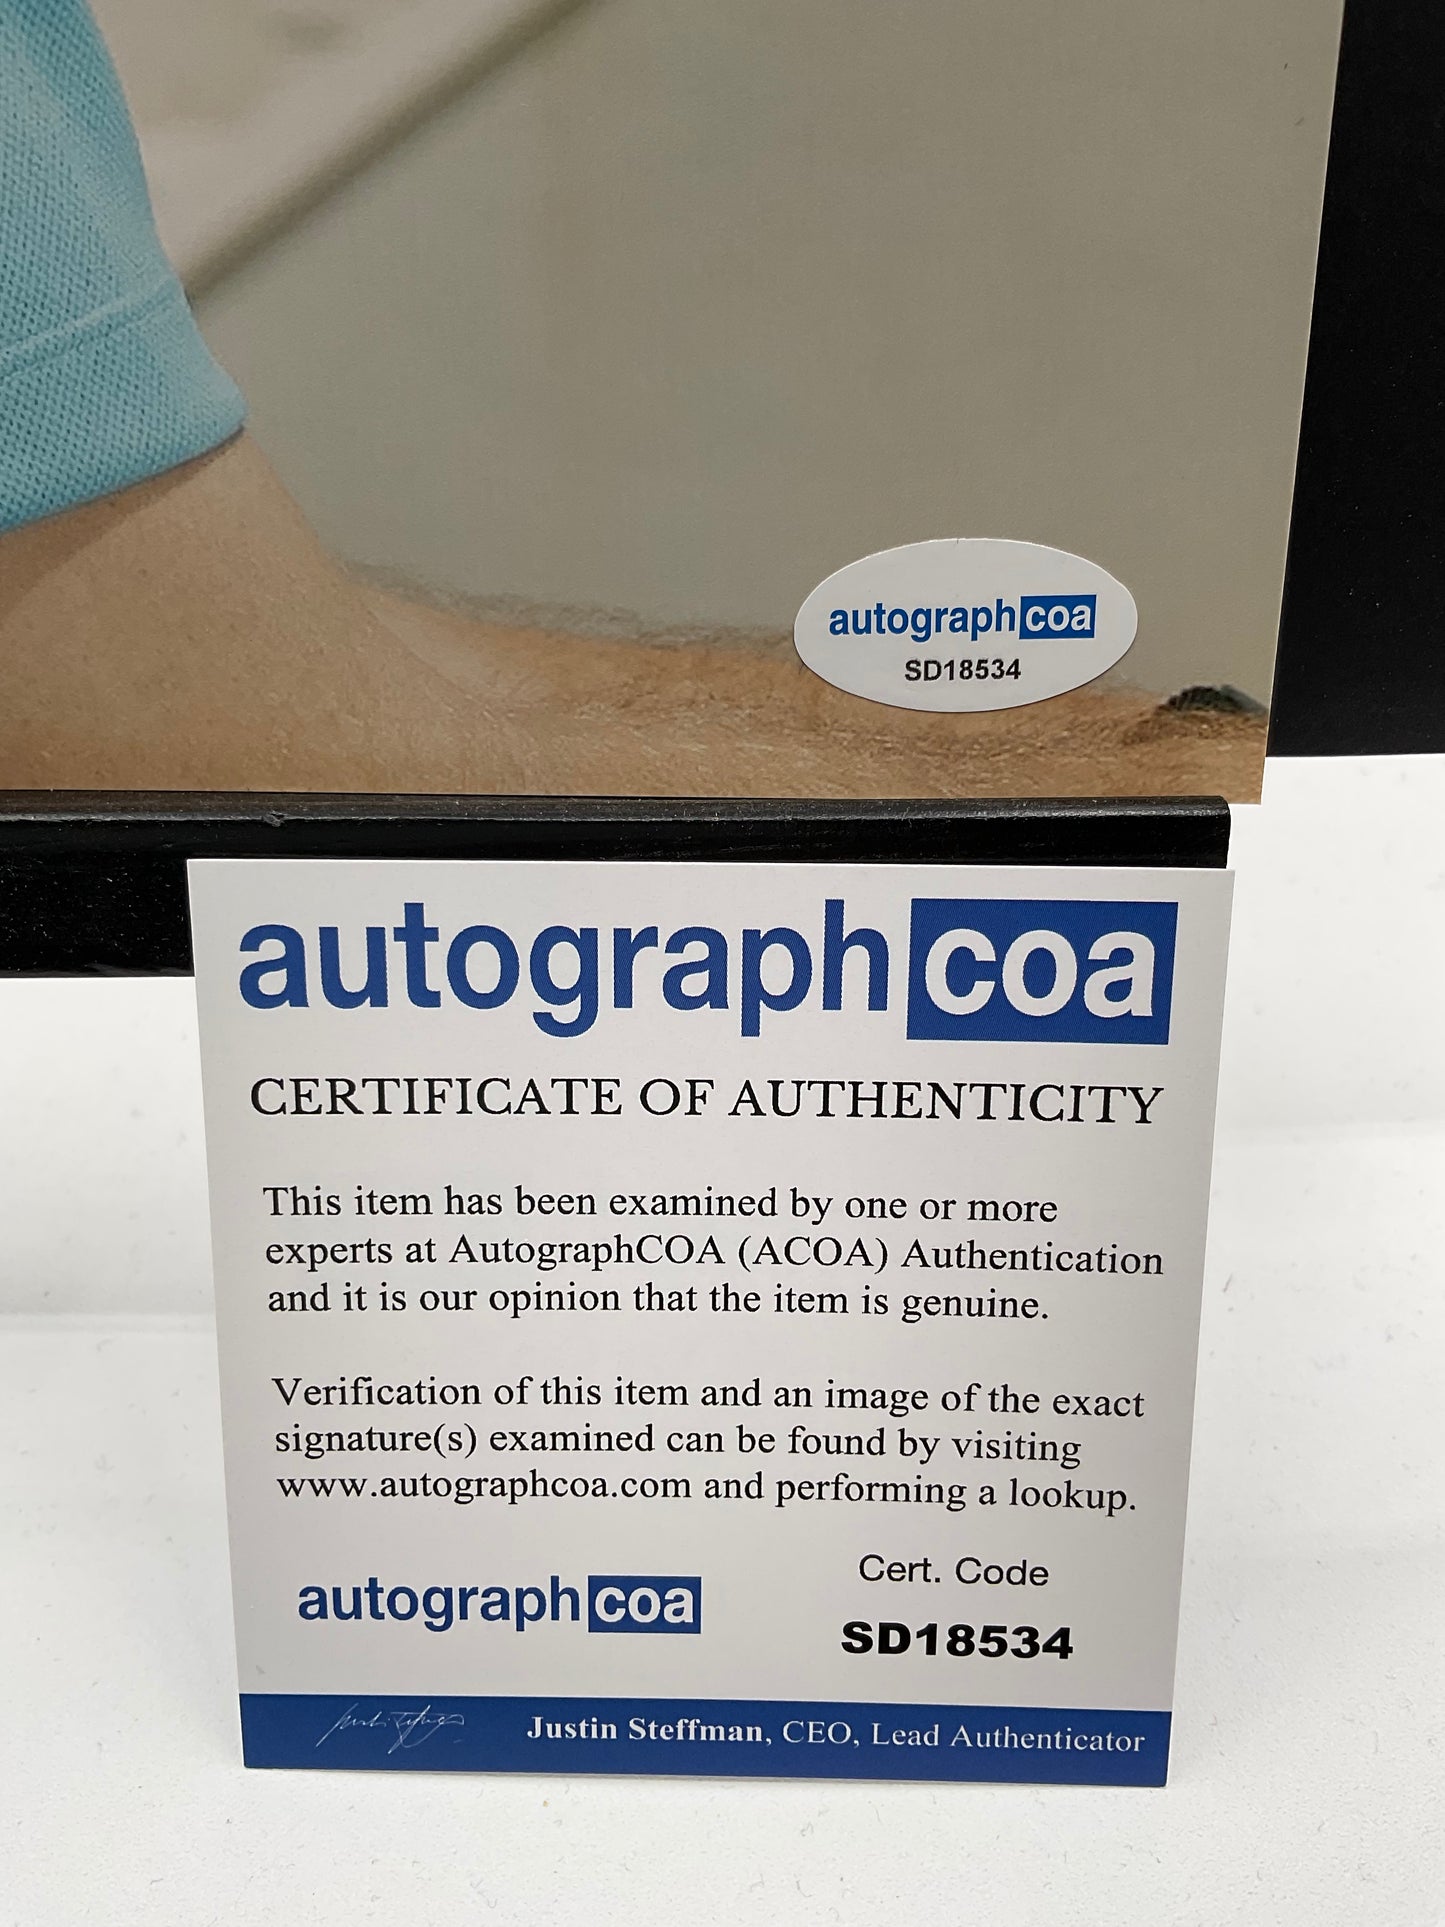 autographcoa
SD18534
autographcoa
CERTIFICATE OF AUTHENTICITY
This item has been examined by one or more
experts at AutographCOA (ACOA) Authentication
and it is our opinion that the item is genuine.
Verification of this item and an image of the exact
signature(s) examined can be found by visiting
www.autographcoa.com and performing a lookup.
Cert. Code
autographcoa
SD18534
Justin Steffman, CEO, Lead Authenticator